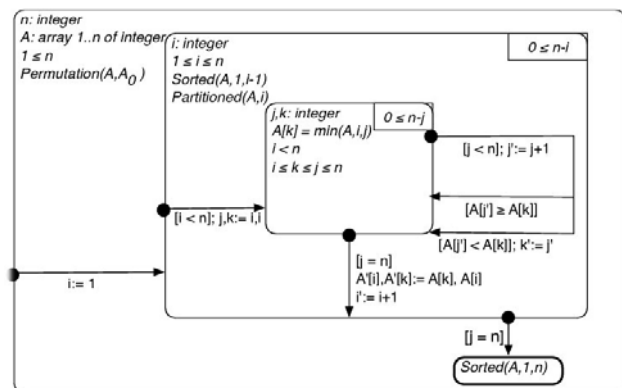 n: integer
A: array 1..n of integer
1 ≤ n
Permutation(A,A0 )
i: integer
1 ≤ i ≤ n
Sorted(A,1,i-1)
Partitioned(A,i)
0 ≤ n-i
j,k: integer
A[k] = min(A,i,j)
i < n
i ≤ k ≤ j ≤ n
0 ≤ n-j
[j < n]; j':= j+1
[A[j'] ≥ A[k]]
[A[j'] < A[k]]; k':= j'
[i < n]; j,k:= i,i
[j = n]
A'[i],A'[k]:= A[k], A[i]
i':= i+1
i:= 1
[j = n]
Sorted(A,1,n)